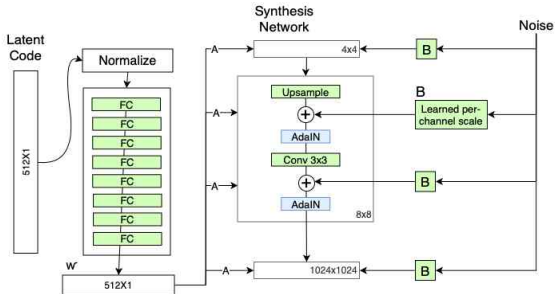 Synthesis
Network
Noise
Latent
Code
Normalize
A
4x4
B
512X1
FC
FC
FC
FC
FC
FC
FC
FC
Upsample
A
B
Learned per-
channel scale
AdaIN
Conv 3x3
A
B
AdaIN
8x8
W
512X1
A
1024x1024
B